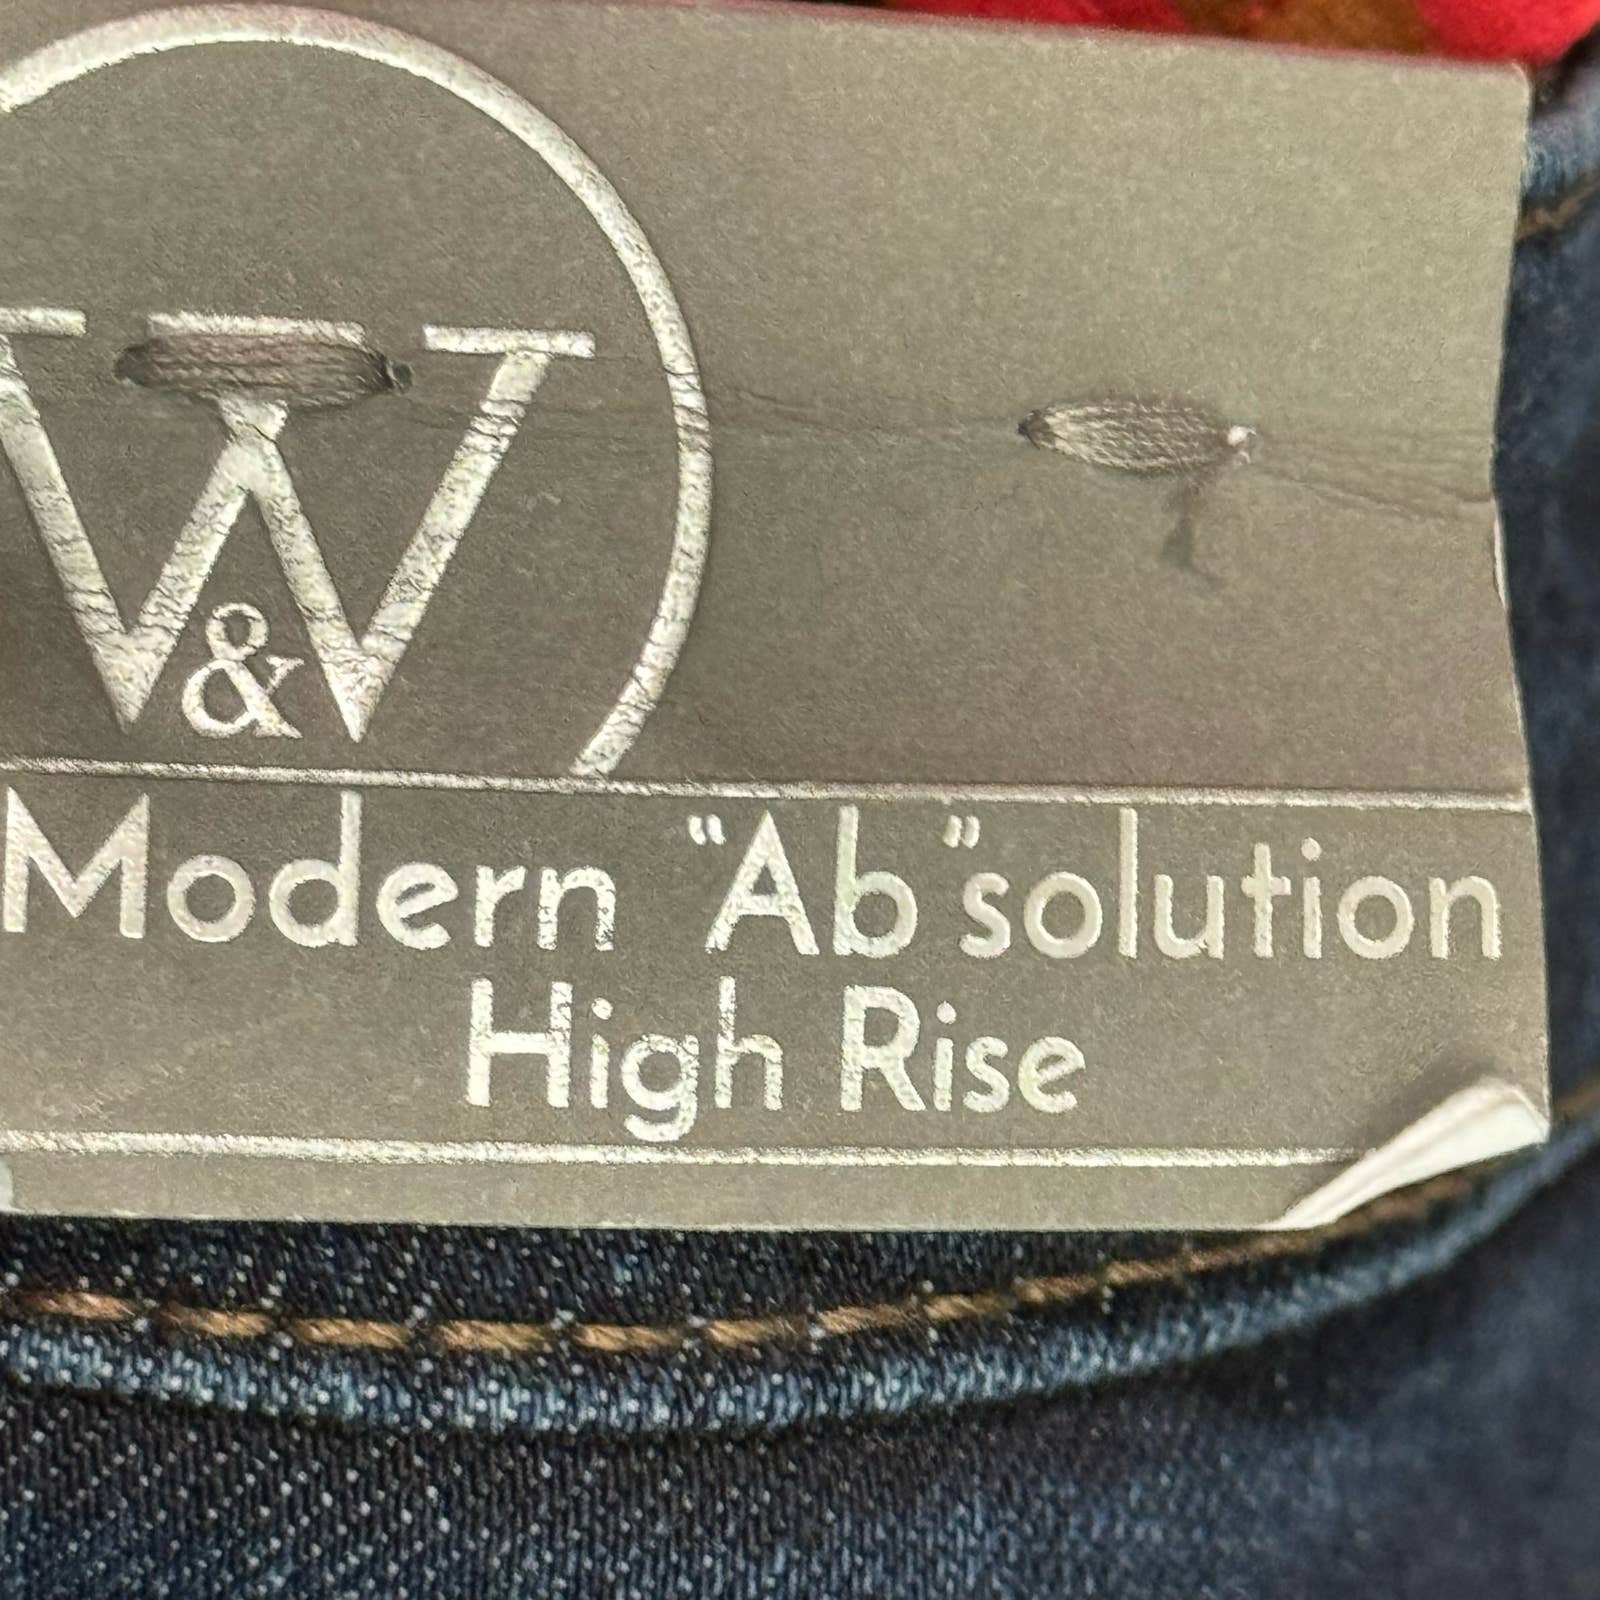 W&
Modern "Ab"solution
High Rise